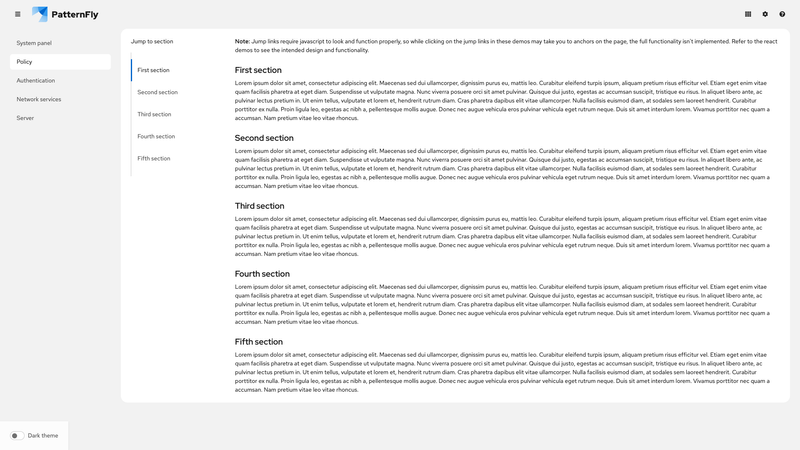 PatternFly
System panel
Policy
Authentication
Network services
Server
Jump to section
First section
Second section
Third section
Fourth section
Fifth section
Note: Jump links require javascript to look and function properly, so while clicking on the jump links in these demos may take you to anchors on the page, the full functionality isn't implemented. Refer to the react
demos to see the intended design and functionality.
First section
Lorem ipsum dolor sit amet, consectetur adipiscing elit. Maecenas sed dui ullamcorper, dignissim purus eu, mattis leo. Curabitur eleifend turpis ipsum, aliquam pretium risus efficitur vel. Etiam eget enim vitae
quam facilisis pharetra at eget diam. Suspendisse ut vulputate magna. Nunc viverra posuere orci sit amet pulvinar. Quisque dui justo, egestas ac accumsan suscipit, tristique eu risus. In aliquet libero ante, ac
pulvinar lectus pretium in. Ut enim tellus, vulputate et lorem et, hendrerit rutrum diam. Cras pharetra dapibus elit vitae ullamcorper. Nulla facilisis euismod diam, at sodales sem laoreet hendrerit. Curabitur
porttitor ex nulla. Proin ligula leo, egestas ac nibh a, pellentesque mollis augue. Donec nec augue vehicula eros pulvinar vehicula eget rutrum neque. Duis sit amet interdum lorem. Vivamus porttitor nec quam a
accumsan. Nam pretium vitae leo vitae rhoncus.
Second section
Lorem ipsum dolor sit amet, consectetur adipiscing elit. Maecenas sed dui ullamcorper, dignissim purus eu, mattis leo. Curabitur eleifend turpis ipsum, aliquam pretium risus efficitur vel. Etiam eget enim vitae
quam facilisis pharetra at eget diam. Suspendisse ut vulputate magna. Nunc viverra posuere orci sit amet pulvinar. Quisque dui justo, egestas ac accumsan suscipit, tristique eu risus. In aliquet libero ante, ac
pulvinar lectus pretium in. Ut enim tellus, vulputate et lorem et, hendrerit rutrum diam. Cras pharetra dapibus elit vitae ullamcorper. Nulla facilisis euismod diam, at sodales sem laoreet hendrerit. Curabitur
porttitor ex nulla. Proin ligula leo, egestas ac nibh a, pellentesque mollis augue. Donec nec augue vehicula eros pulvinar vehicula eget rutrum neque. Duis sit amet interdum lorem. Vivamus porttitor nec quam a
accumsan. Nam pretium vitae leo vitae rhoncus.
Third section
Lorem ipsum dolor sit amet, consectetur adipiscing elit. Maecenas sed dui ullamcorper, dignissim purus eu, mattis leo. Curabitur eleifend turpis ipsum, aliquam pretium risus efficitur vel. Etiam eget enim vitae
quam facilisis pharetra at eget diam. Suspendisse ut vulputate magna. Nunc viverra posuere orci sit amet pulvinar. Quisque dui justo, egestas ac accumsan suscipit, tristique eu risus. In aliquet libero ante, ac
pulvinar lectus pretium in. Ut enim tellus, vulputate et lorem et, hendrerit rutrum diam. Cras pharetra dapibus elit vitae ullamcorper. Nulla facilisis euismod diam, at sodales sem laoreet hendrerit. Curabitur
porttitor ex nulla. Proin ligula leo, egestas ac nibh a, pellentesque mollis augue. Donec nec augue vehicula eros pulvinar vehicula eget rutrum neque. Duis sit amet interdum lorem. Vivamus porttitor nec quam a
accumsan. Nam pretium vitae leo vitae rhoncus.
Fourth section
Lorem ipsum dolor sit amet, consectetur adipiscing elit. Maecenas sed dui ullamcorper, dignissim purus eu, mattis leo. Curabitur eleifend turpis ipsum, aliquam pretium risus efficitur vel. Etiam eget enim vitae
quam facilisis pharetra at eget diam. Suspendisse ut vulputate magna. Nunc viverra posuere orci sit amet pulvinar. Quisque dui justo, egestas ac accumsan suscipit, tristique eu risus. In aliquet libero ante, ac
pulvinar lectus pretium in. Ut enim tellus, vulputate et lorem et, hendrerit rutrum diam. Cras pharetra dapibus elit vitae ullamcorper. Nulla facilisis euismod diam, at sodales sem laoreet hendrerit. Curabitur
porttitor ex nulla. Proin ligula leo, egestas ac nibh a, pellentesque mollis augue. Donec nec augue vehicula eros pulvinar vehicula eget rutrum neque. Duis sit amet interdum lorem. Vivamus porttitor nec quam a
accumsan. Nam pretium vitae leo vitae rhoncus.
Fifth section
Lorem ipsum dolor sit amet, consectetur adipiscing elit. Maecenas sed dui ullamcorper, dignissim purus eu, mattis leo. Curabitur eleifend turpis ipsum, aliquam pretium risus efficitur vel. Etiam eget enim vitae
quam facilisis pharetra at eget diam. Suspendisse ut vulputate magna. Nunc viverra posuere orci sit amet pulvinar. Quisque dui justo, egestas ac accumsan suscipit, tristique eu risus. In aliquet libero ante, ac
pulvinar lectus pretium in. Ut enim tellus, vulputate et lorem et, hendrerit rutrum diam. Cras pharetra dapibus elit vitae ullamcorper. Nulla facilisis euismod diam, at sodales sem laoreet hendrerit. Curabitur
porttitor ex nulla. Proin ligula leo, egestas ac nibh a, pellentesque mollis augue. Donec nec augue vehicula eros pulvinar vehicula eget rutrum neque. Duis sit amet interdum lorem. Vivamus porttitor nec quam a
accumsan. Nam pretium vitae leo vitae rhoncus.
Dark theme